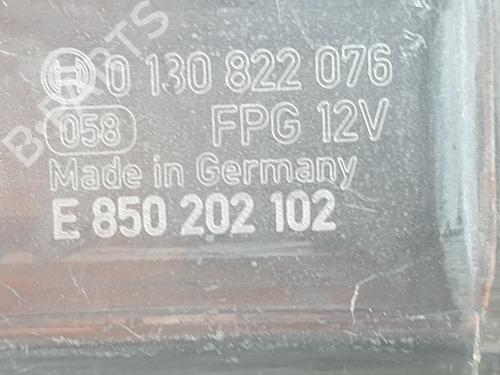 0 130 822 076
058 FPG 12V
Made in Germany
E 850 202 102